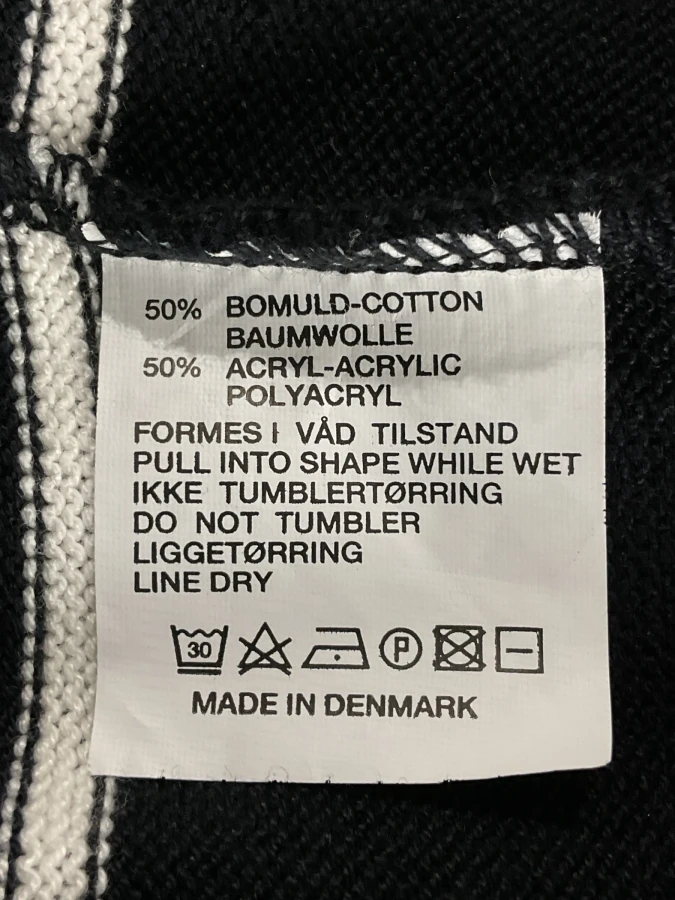 50% BOMULD-COTTON
BAUMWOLLE
50% ACRYL-ACRYLIC
POLYACRYL
FORMES I VÅD TILSTAND
PULL INTO SHAPE WHILE WET
IKKE TUMBLERTØRRING
DO NOT TUMBLER
LIGGETØRRING
LINE DRY
30 P
MADE IN DENMARK